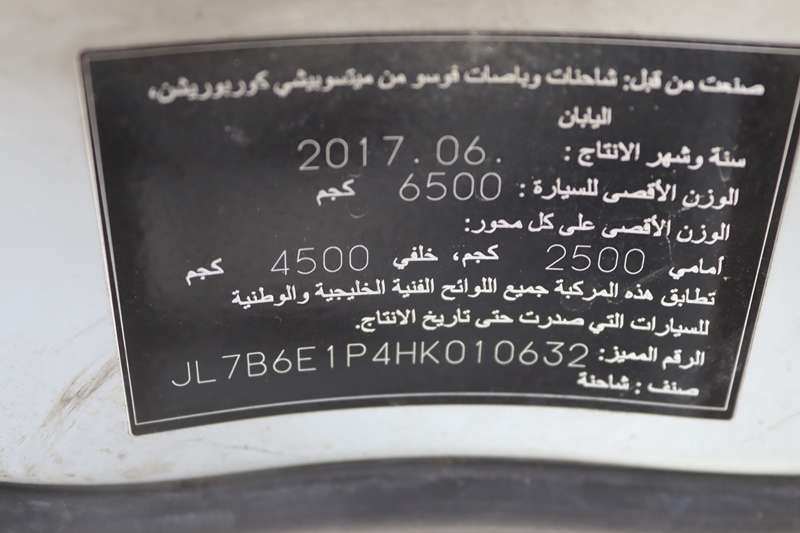 صنعت من قبل: شاحنات وباصات فوسو من ميتسوبيشي كوربوريشن،
اليابان
سنة وشهر الانتاج : 2017.06.
الوزن الأقصى للسيارة : 6500 كجم
الوزن الأقصى على كل محور:
أمامي 2500 كجم، خلفي 4500 كجم
تطابق هذه المركبة جميع اللوائح الفنية الخليجية والوطنية
للسيارات التي صدرت حتى تاريخ الانتاج.
الرقم المميز: JL7B6E1P4HK010632
صنف : شاحنة